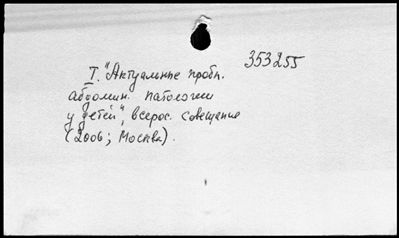 353255
I. "Актуальные пробл.
абдомин. патологии
у детей", всерос. совещание
(2006; Москва).